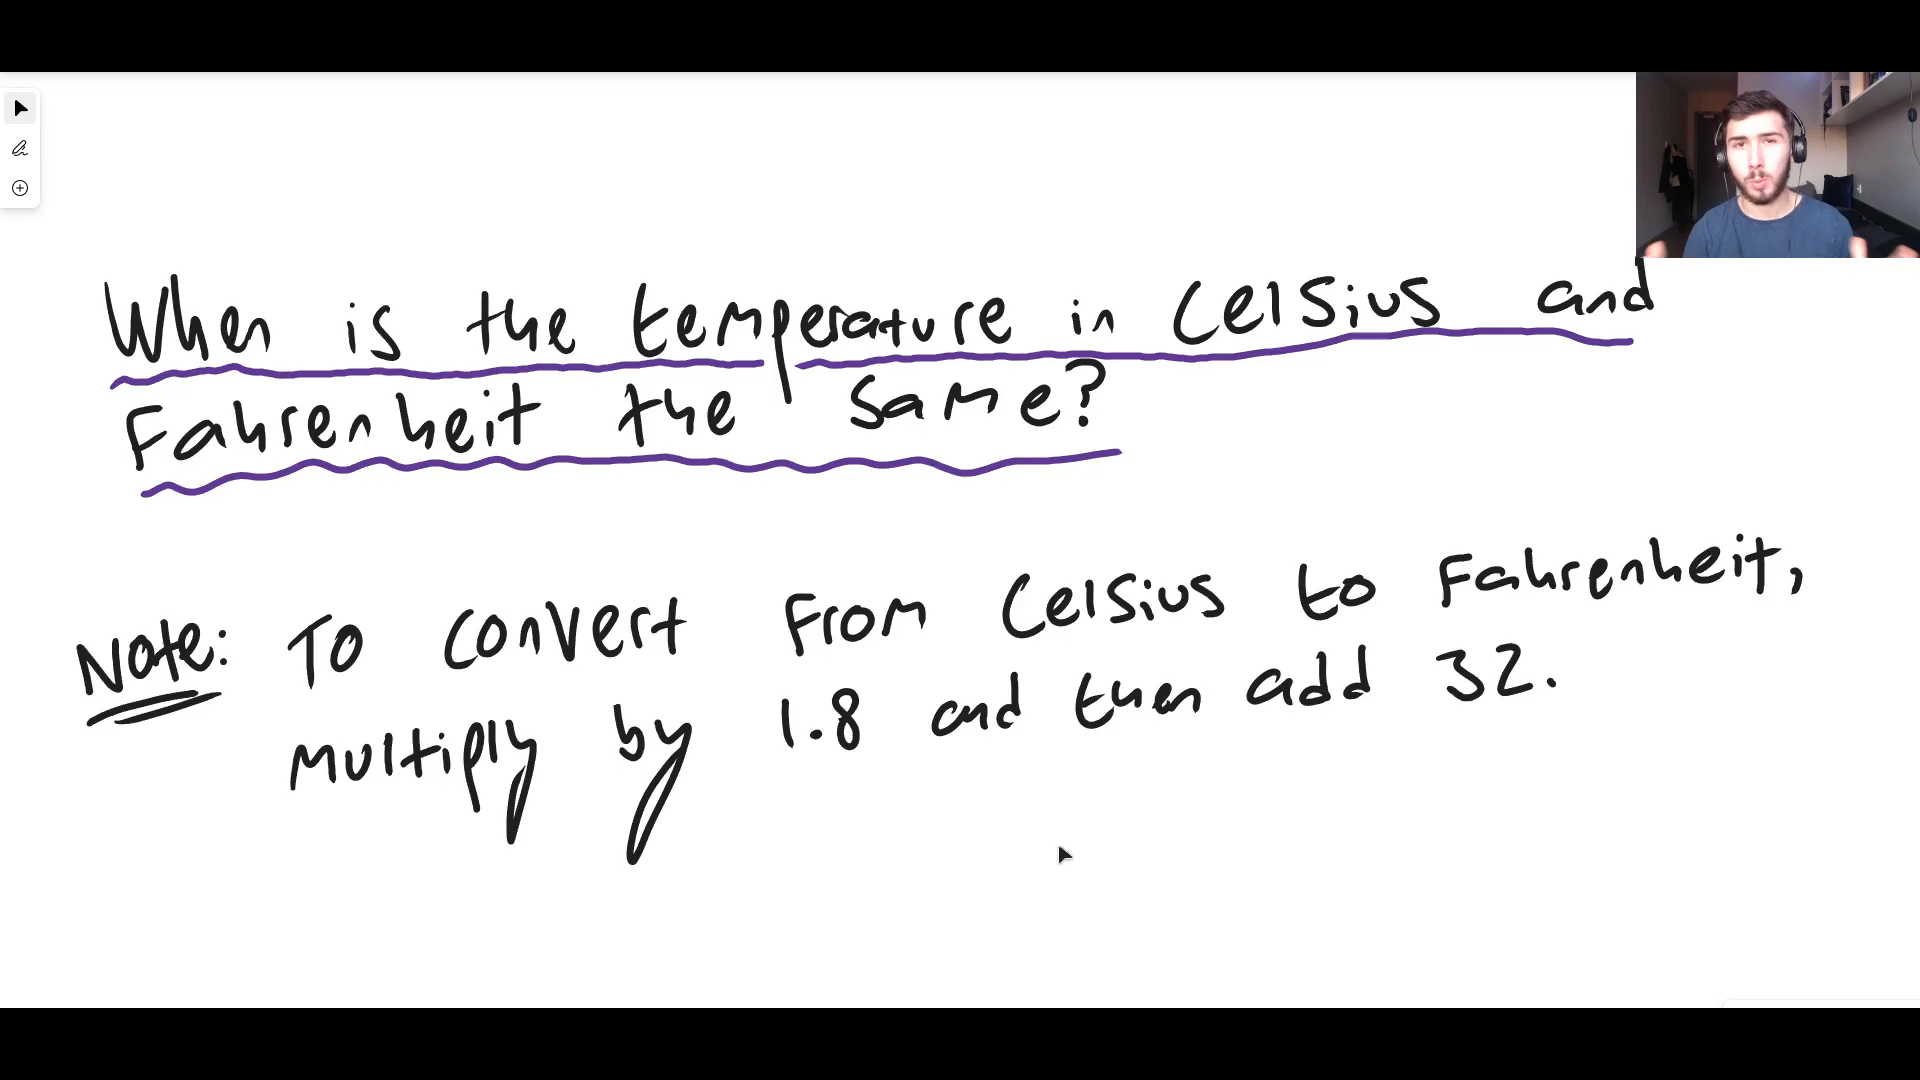 When is the temperature in Celsius and
Fahrenheit the same?
Note: To convert from Celsius to Fahrenheit,
multiply by 1.8 and then add 32.